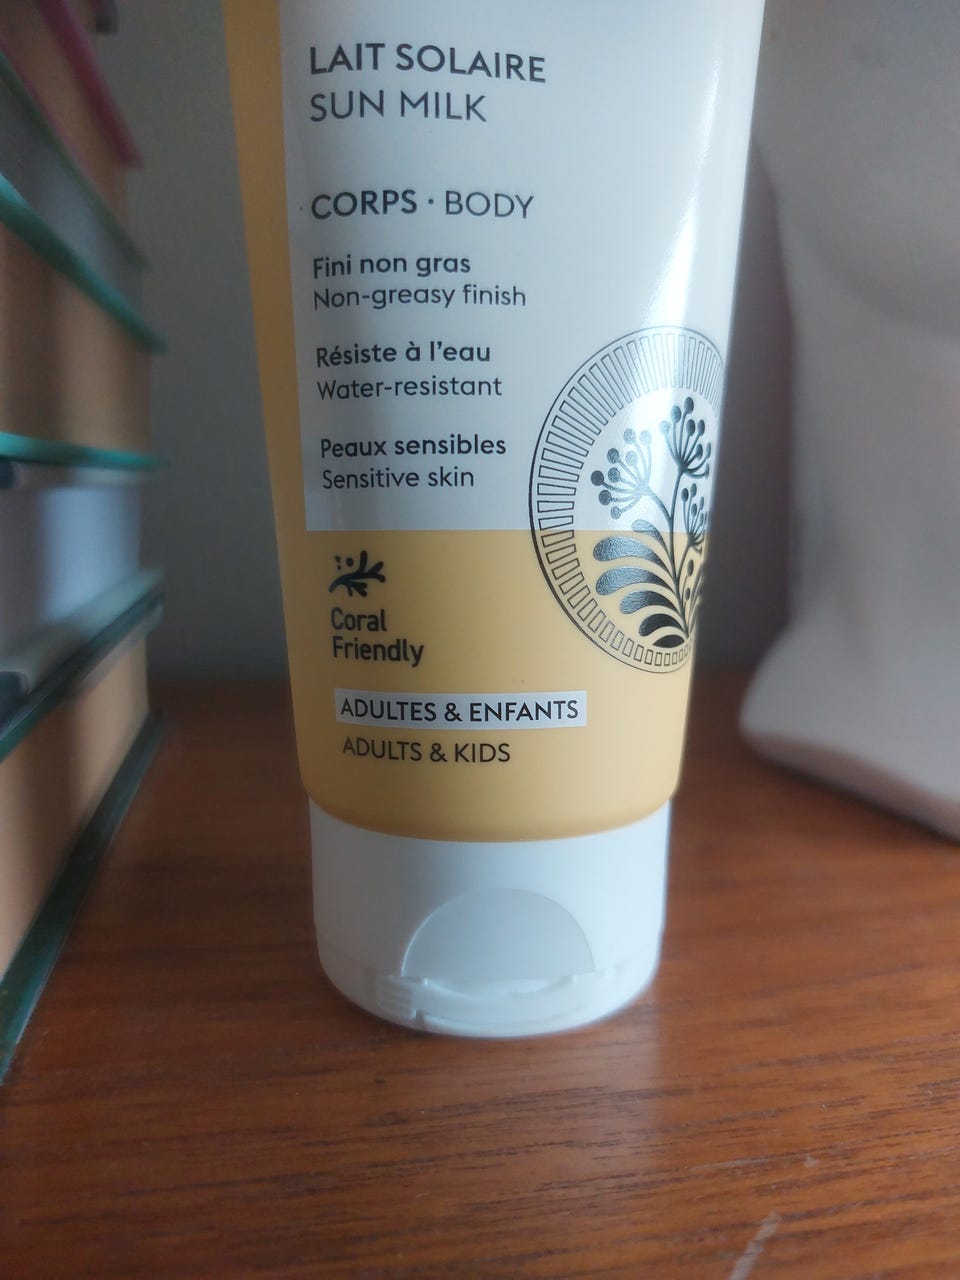 LAIT SOLAIRE
SUN MILK
CORPS · BODY
Fini non gras
Non-greasy finish
Résiste à l'eau
Water-resistant
Peaux sensibles
Sensitive skin
Coral
Friendly
ADULTES & ENFANTS
ADULTS & KIDS